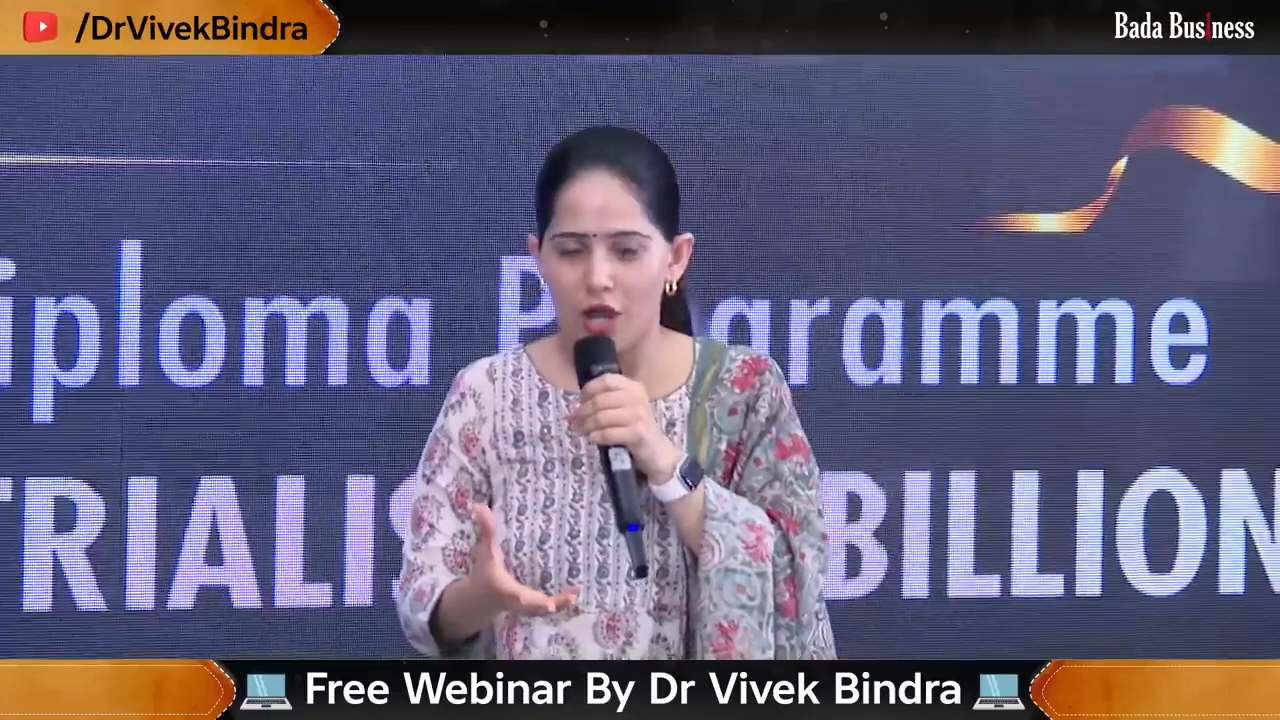 /DrVivekBindra
Bada Business
iploma P gramme
TRIALIS BILLION
Free Webinar By Dr Vivek Bindra